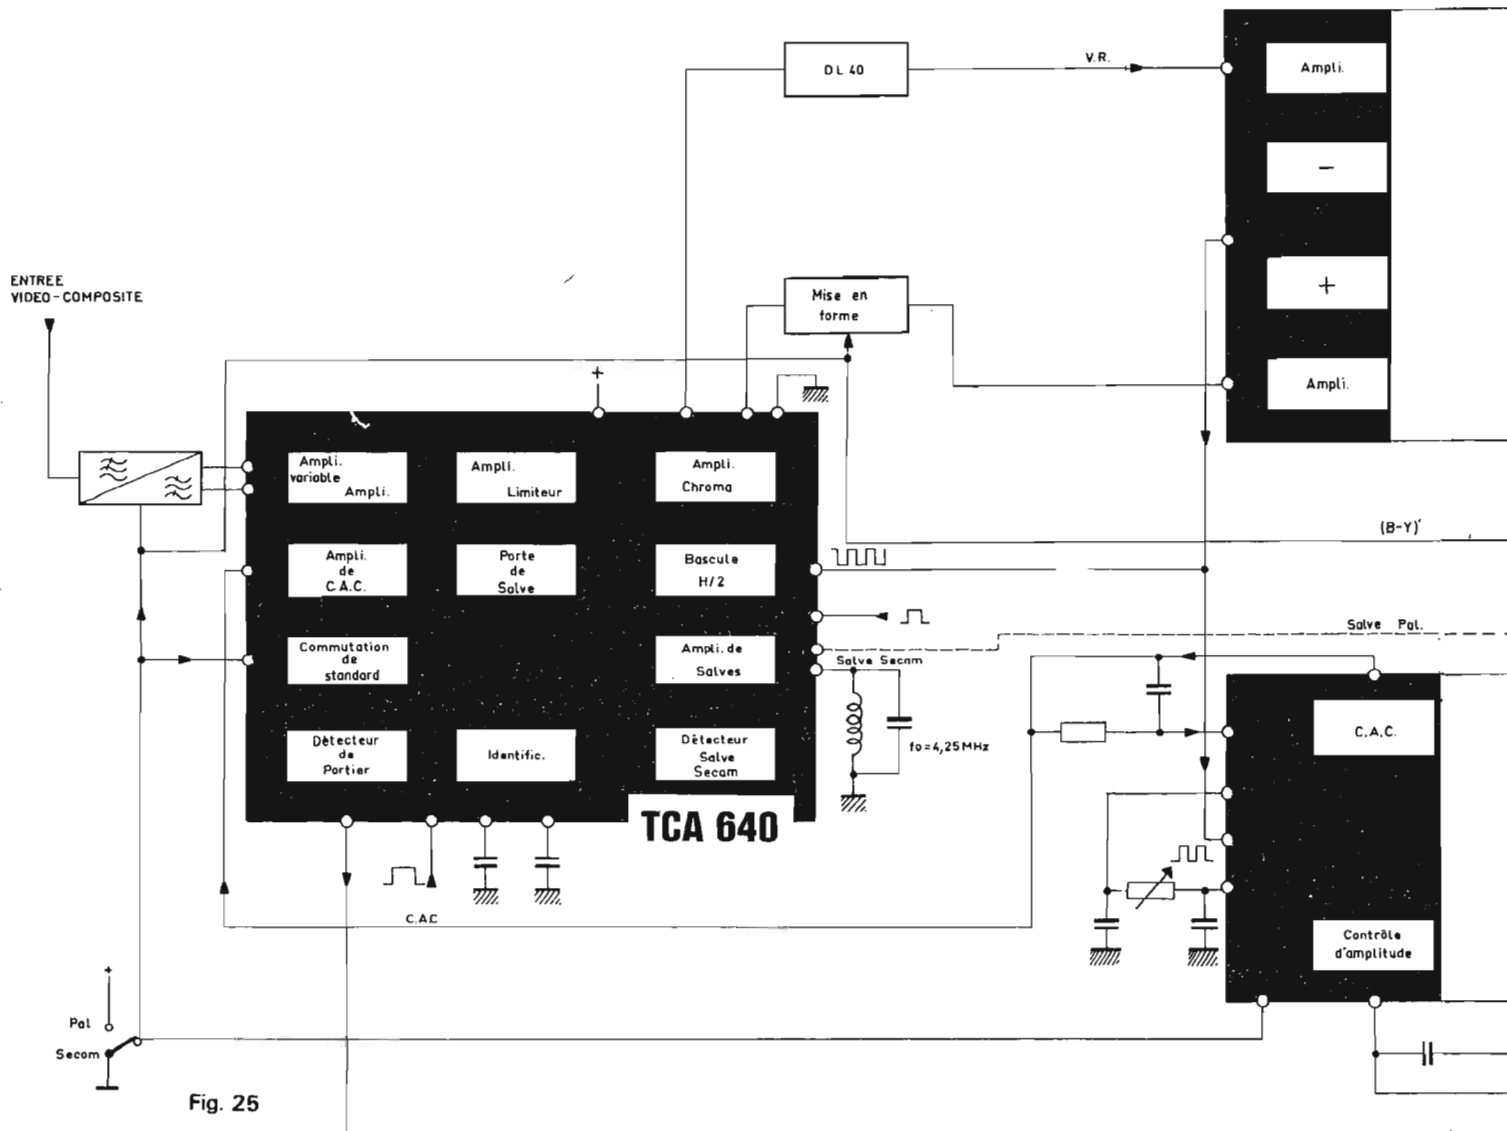 DL 40
V.R.
Ampli.
−
+
Ampli.
ENTREE
VIDEO-COMPOSITE
Mise en
forme
+
Ampli.
variable
Ampli.
Ampli.
Limiteur
Ampli.
Chroma
(B-Y)'
Ampli.
de
C.A.C.
Porte
de
Salve
Bascule
H/2
Commutation
de
standard
Ampli. de
Salves
Salve Pal.
Salve Secam
Détecteur
de
Portier
Identific.
Détecteur
Salve
Secam
fo=4,25MHz
C.A.C.
TCA 640
C.A.C
Contrôle
d'amplitude
+
Pal
Secam
Fig. 25